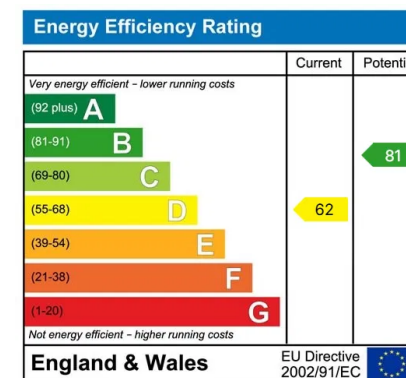 Energy Efficiency Rating
Current Potenti
Very energy efficient – lower running costs
(92 plus) A
(81-91) B
81
(69-80) C
(55-68) D
62
(39-54) E
(21-38) F
(1-20) G
Not energy efficient – higher running costs
England & Wales
EU Directive
2002/91/EC